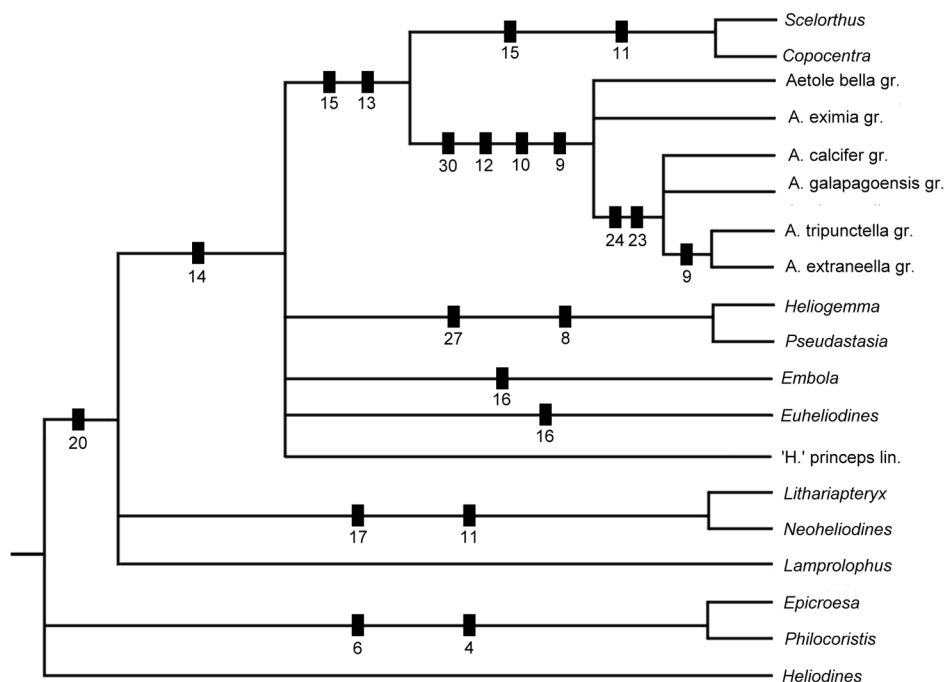 Scelorthus
15 11
Copocentra
Aetole bella gr.
15 13
A. eximia gr.
30 12 10 9
A. calcifer gr.
A. galapagoensis gr.
A. tripunctella gr.
24 23
A. extraneella gr.
9
14
Heliogemma
27 8
Pseudastasia
Embola
16
Euheliodines
16
20
'H.' princeps lin.
Lithariapteryx
17 11
Neoheliodines
Lamprolophus
Epicroesa
6 4
Philocoristis
Heliodines